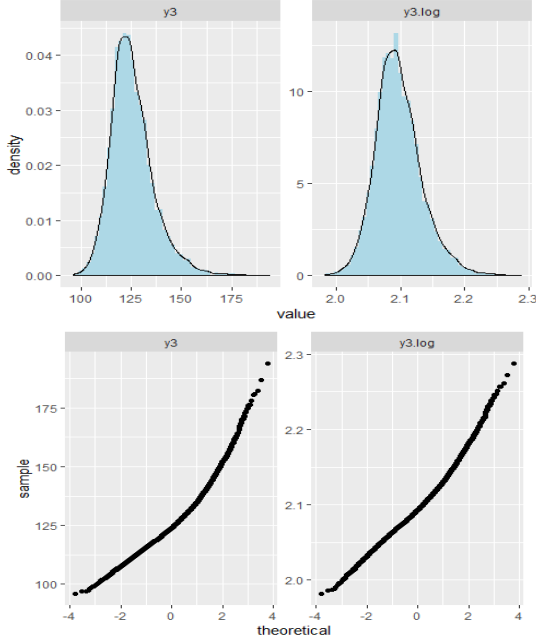 y3 y3.log
0.04
0.03
0.02
0.01
0.00
10
5
0
density
100 125 150 175 2.0 2.1 2.2 2.3
value
y3 y3.log
175
150
125
100
2.3
2.2
2.1
2.0
sample
-4 -2 0 2 4 -4 -2 0 2 4
theoretical